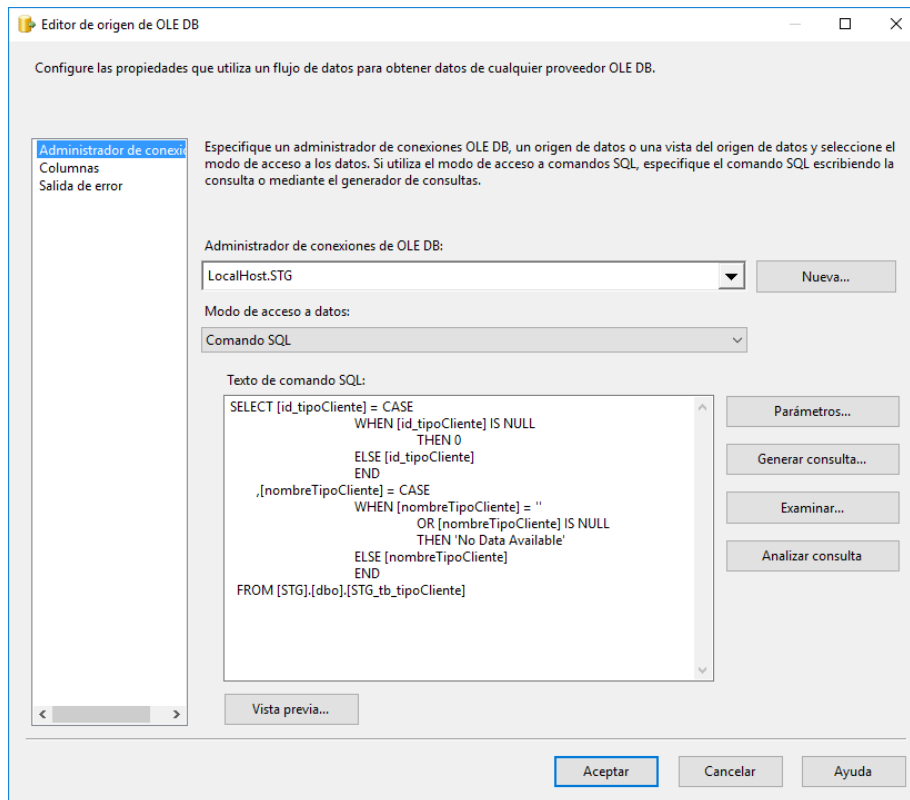 Editor de origen de OLE DB
Configure las propiedades que utiliza un flujo de datos para obtener datos de cualquier proveedor OLE DB.
Administrador de conexi
Columnas
Salida de error
Especifique un administrador de conexiones OLE DB, un origen de datos o una vista del origen de datos y seleccione el
modo de acceso a los datos. Si utiliza el modo de acceso a comandos SQL, especifique el comando SQL escribiendo la
consulta o mediante el generador de consultas.
Administrador de conexiones de OLE DB:
LocalHost.STG
Nueva...
Modo de acceso a datos:
Comando SQL
Texto de comando SQL:
SELECT [id_tipoCliente] = CASE
WHEN [id_tipoCliente] IS NULL
THEN 0
ELSE [id_tipoCliente]
END
,[nombreTipoCliente] = CASE
WHEN [nombreTipoCliente] = ''
OR [nombreTipoCliente] IS NULL
THEN 'No Data Available'
ELSE [nombreTipoCliente]
END
FROM [STG].[dbo].[STG_tb_tipoCliente]
Parámetros...
Generar consulta...
Examinar...
Analizar consulta
Vista previa...
Aceptar
Cancelar
Ayuda